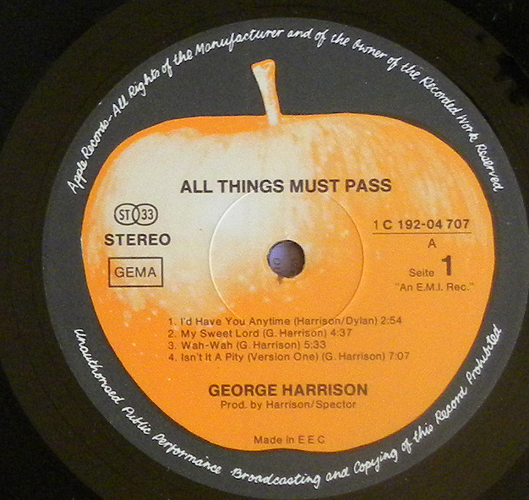 Apple Records-All Rights of the Manufacturer and of the Owner of the Recorded Work Reserved
ALL THINGS MUST PASS
ST 33
STEREO
GEMA
1 C 192-04 707
A
Seite 1
"An E.M.I. Rec."
1. I'd Have You Anytime (Harrison/Dylan) 2:54
2. My Sweet Lord (G. Harrison) 4:37
3. Wah-Wah (G. Harrison) 5:33
4. Isn't It A Pity (Version One) (G. Harrison) 7:07
GEORGE HARRISON
Prod. by Harrison/Spector
Made in EEC
Unauthorised Public Performance Broadcasting and Copying of this Record Prohibited